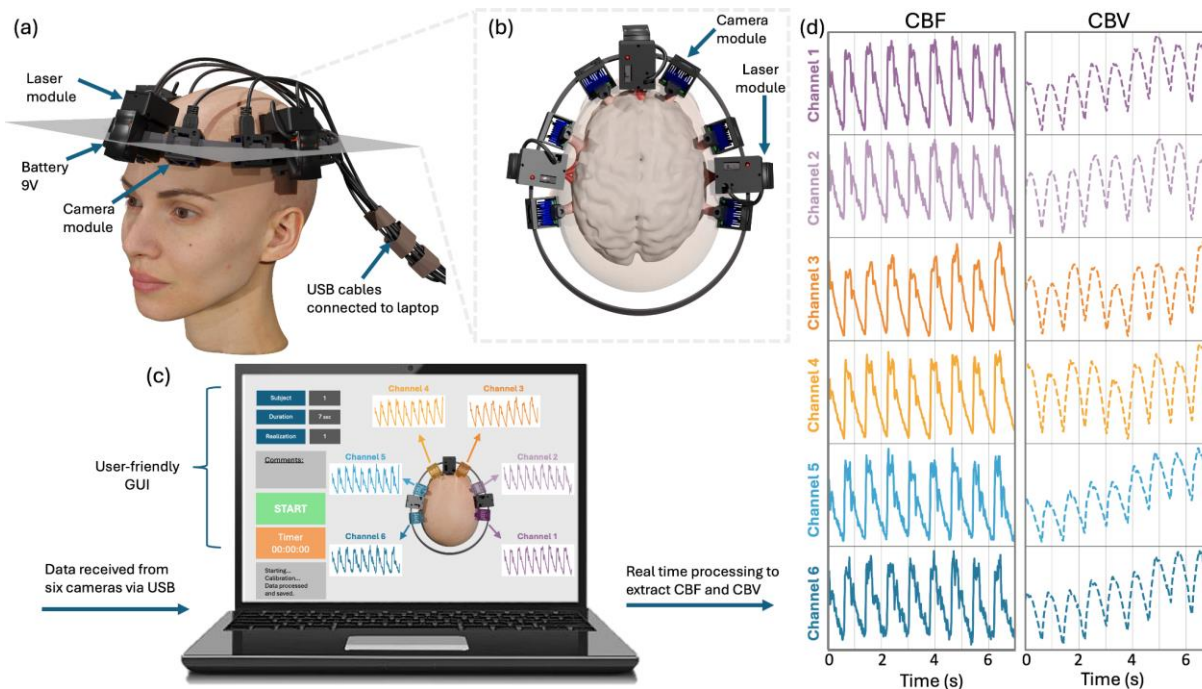 (a)
Laser
module
Battery
9V
Camera
module
USB cables
connected to laptop
(b)
Camera
module
Laser
module
(c)
User-friendly
GUI
Data received from
six cameras via USB
Subject 1
Duration 7 sec
Realization 1
Comments:
START
Timer
00:00:00
Starting...
Calibration...
Data processed
and saved.
Channel 4
Channel 3
Channel 5
Channel 2
Channel 6
Channel 1
Real time processing to
extract CBF and CBV
(d)
CBF CBV
Channel 1
Channel 2
Channel 3
Channel 4
Channel 5
Channel 6
0 2 4 6 0 2 4 6
Time (s) Time (s)